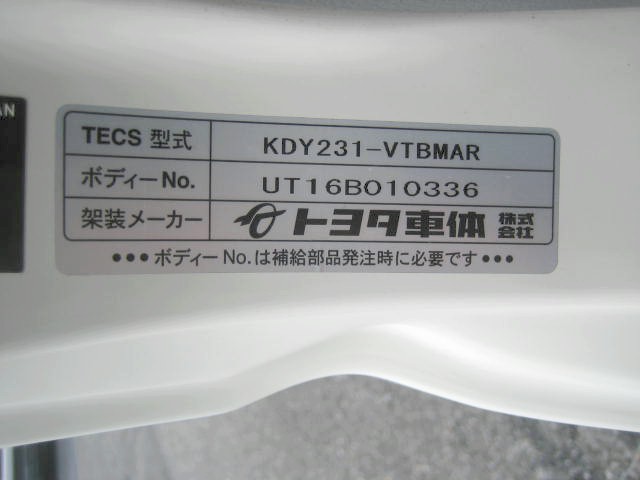 AN
TECS 型式 KDY231-VTBMAR
ボディーNo. UT16B010336
架装メーカー トヨタ車体 株式会社
●●●ボディーNo.は補給部品発注時に必要です●●●